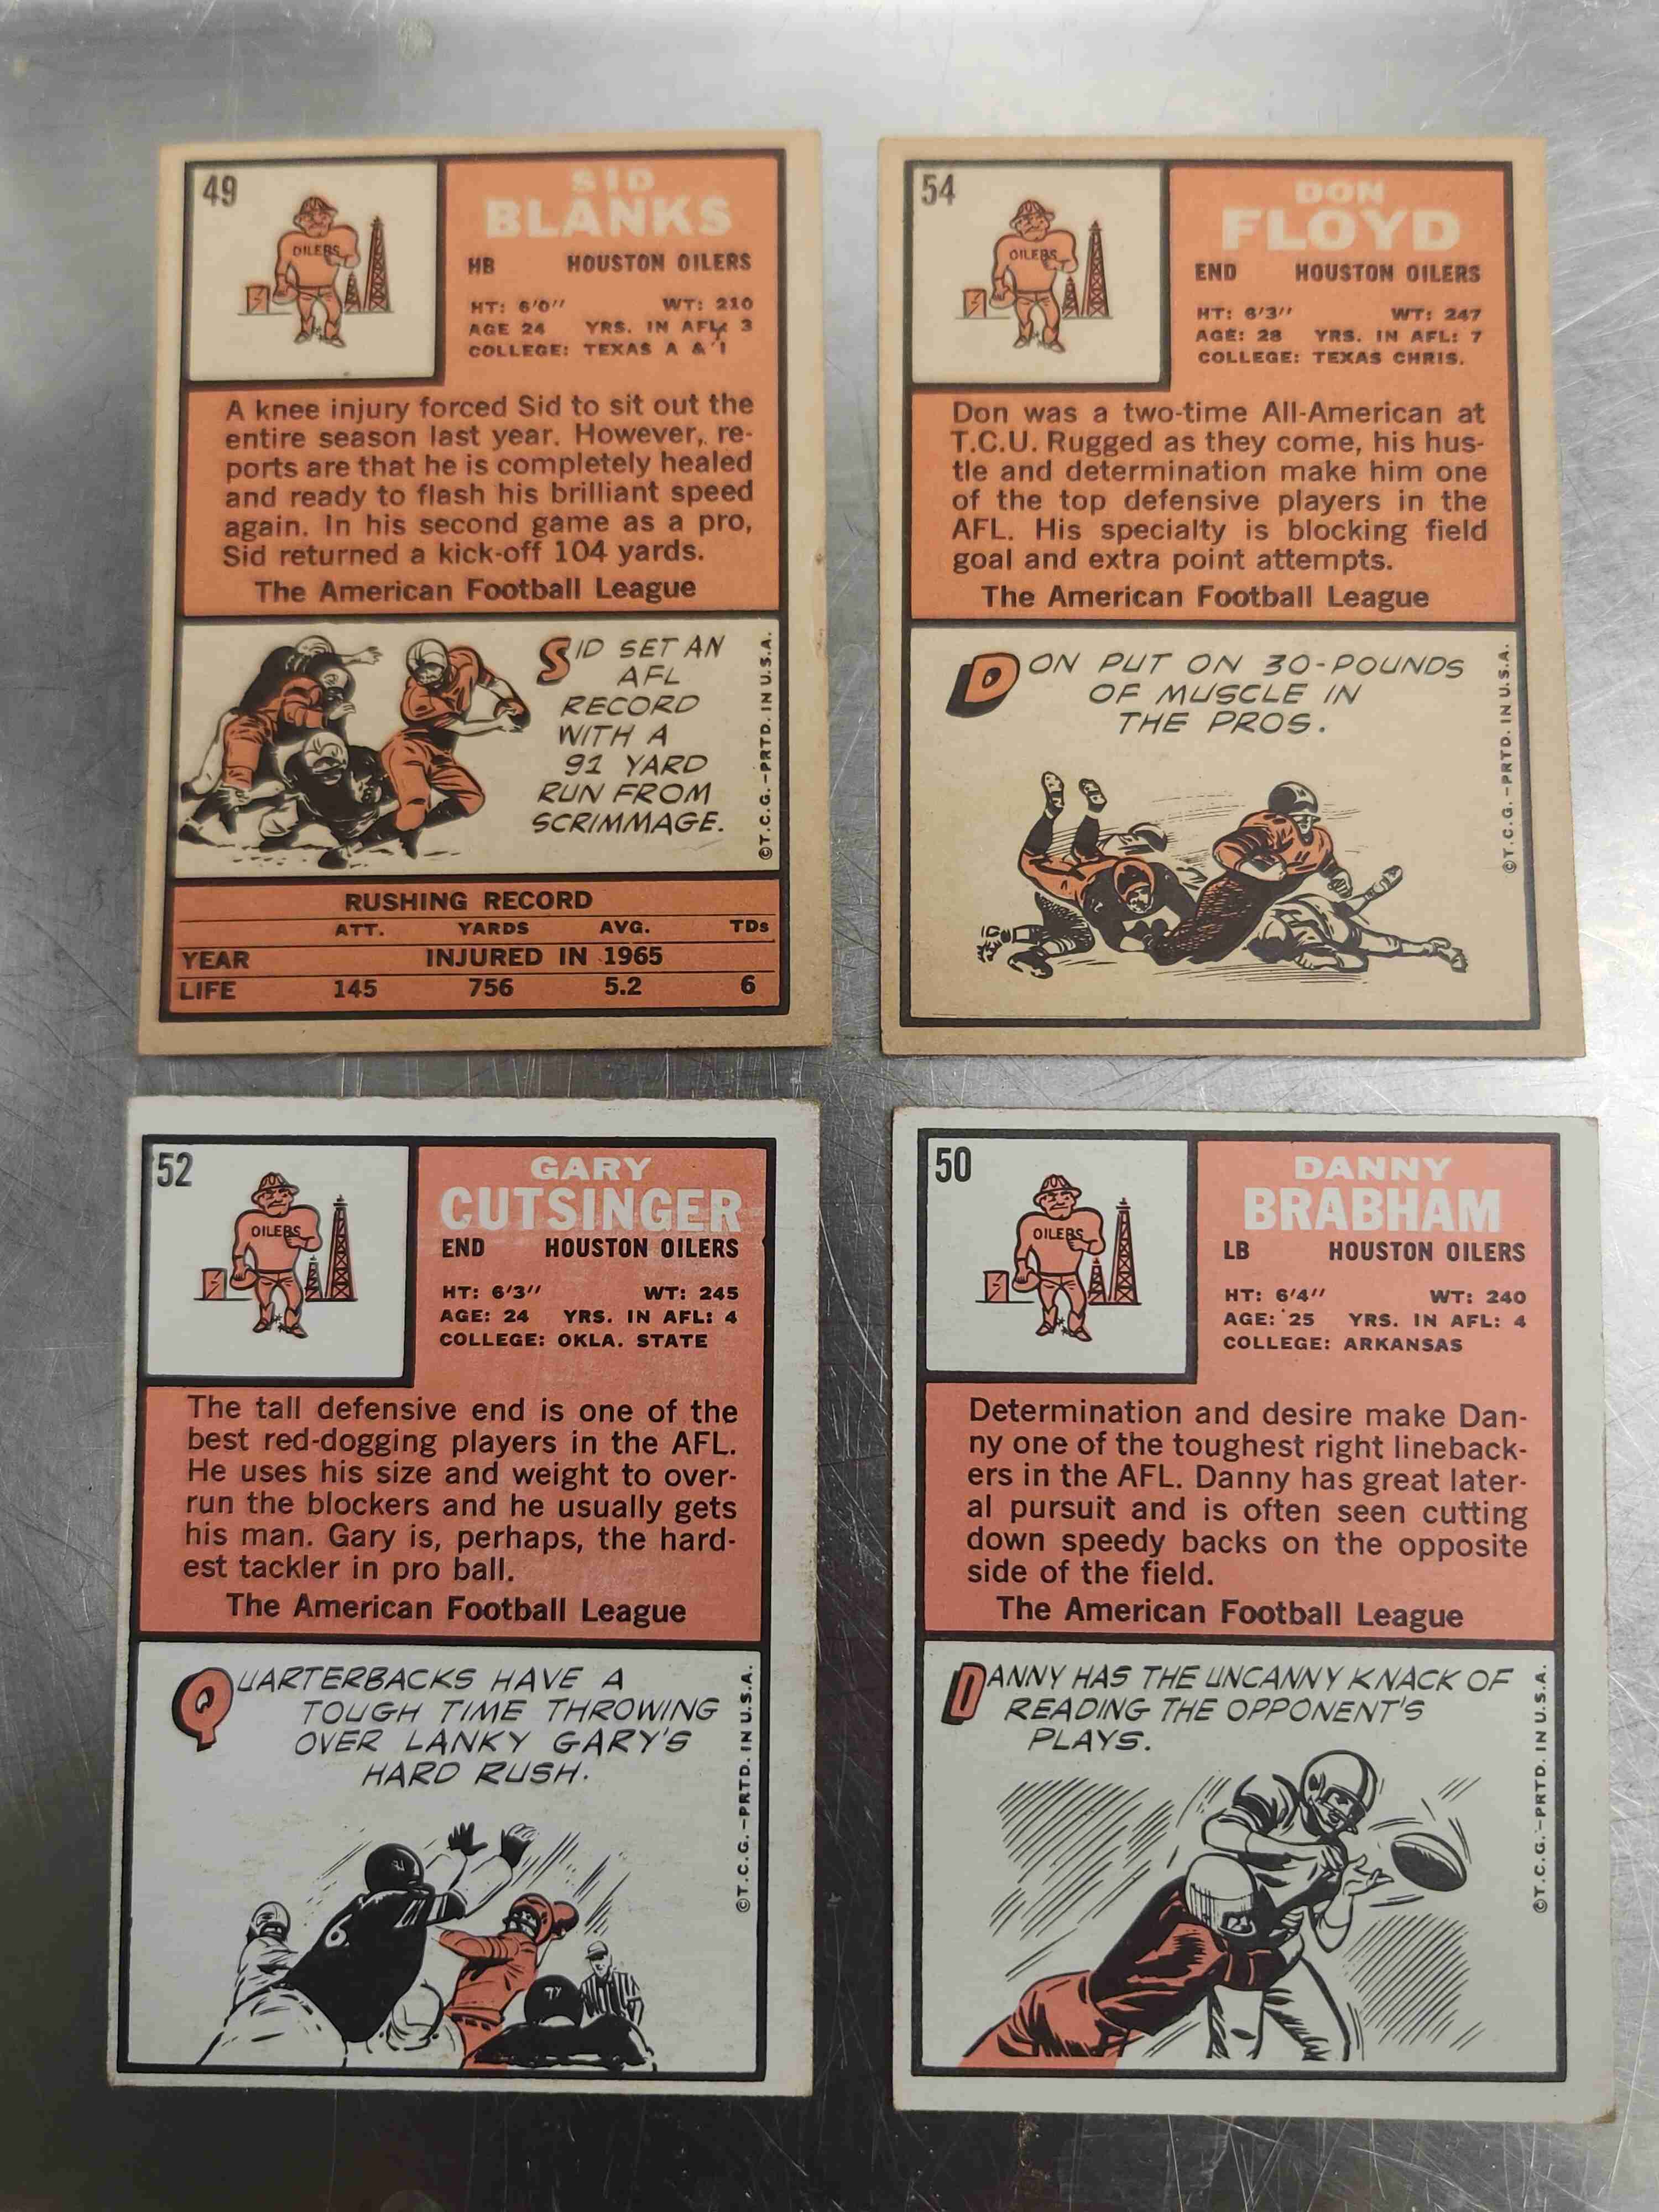 49
OILERS
SID
BLANKS
HB HOUSTON OILERS
HT: 6'0'' WT: 210
AGE 24 YRS. IN AFL: 3
COLLEGE: TEXAS A & I
A knee injury forced Sid to sit out the
entire season last year. However, re-
ports are that he is completely healed
and ready to flash his brilliant speed
again. In his second game as a pro,
Sid returned a kick-off 104 yards.
The American Football League
SID SET AN
AFL
RECORD
WITH A
91 YARD
RUN FROM
SCRIMMAGE.
©T.C.G.-PRTD. IN U.S.A.
RUSHING RECORD
ATT. YARDS AVG. TDs
YEAR INJURED IN 1965
LIFE 145 756 5.2 6
54
OILERS
DON
FLOYD
END HOUSTON OILERS
HT: 6'3'' WT: 247
AGE: 28 YRS. IN AFL: 7
COLLEGE: TEXAS CHRIS.
Don was a two-time All-American at
T.C.U. Rugged as they come, his hus-
tle and determination make him one
of the top defensive players in the
AFL. His specialty is blocking field
goal and extra point attempts.
The American Football League
DON PUT ON 30-POUNDS
OF MUSCLE IN
THE PROS.
©T.C.G.-PRTD. IN U.S.A.
52
OILERS
GARY
CUTSINGER
END HOUSTON OILERS
HT: 6'3'' WT: 245
AGE: 24 YRS. IN AFL: 4
COLLEGE: OKLA. STATE
The tall defensive end is one of the
best red-dogging players in the AFL.
He uses his size and weight to over-
run the blockers and he usually gets
his man. Gary is, perhaps, the hard-
est tackler in pro ball.
The American Football League
QUARTERBACKS HAVE A
TOUGH TIME THROWING
OVER LANKY GARY'S
HARD RUSH.
6
©T.C.G.-PRTD. IN U.S.A.
50
OILERS
DANNY
BRABHAM
LB HOUSTON OILERS
HT: 6'4'' WT: 240
AGE: 25 YRS. IN AFL: 4
COLLEGE: ARKANSAS
Determination and desire make Dan-
ny one of the toughest right lineback-
ers in the AFL. Danny has great later-
al pursuit and is often seen cutting
down speedy backs on the opposite
side of the field.
The American Football League
DANNY HAS THE UNCANNY KNACK OF
READING THE OPPONENT'S
PLAYS.
©T.C.G.-PRTD. IN U.S.A.